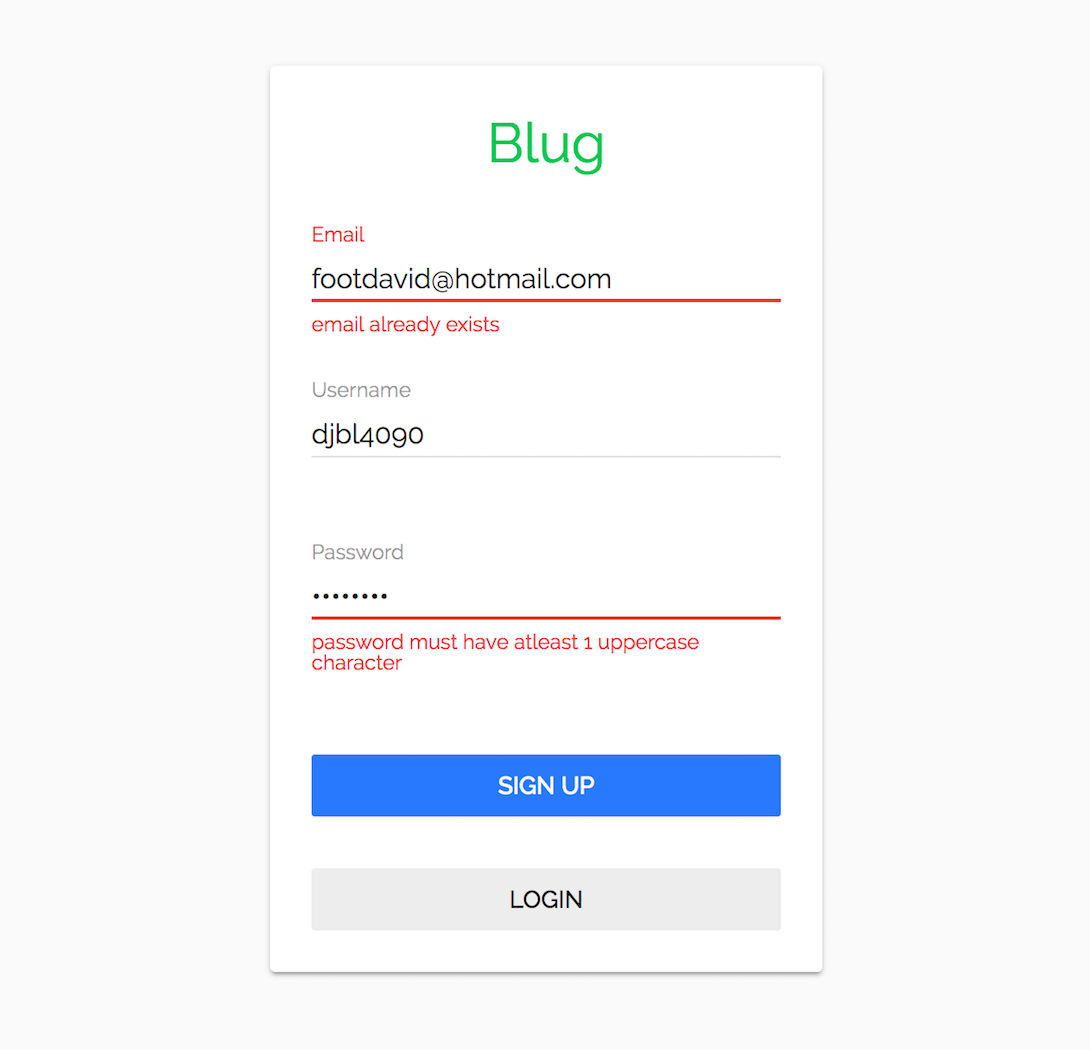 Blug
Email
footdavid@hotmail.com
email already exists
Username
djbl4090
Password
••••••••
password must have atleast 1 uppercase
character
SIGN UP
LOGIN